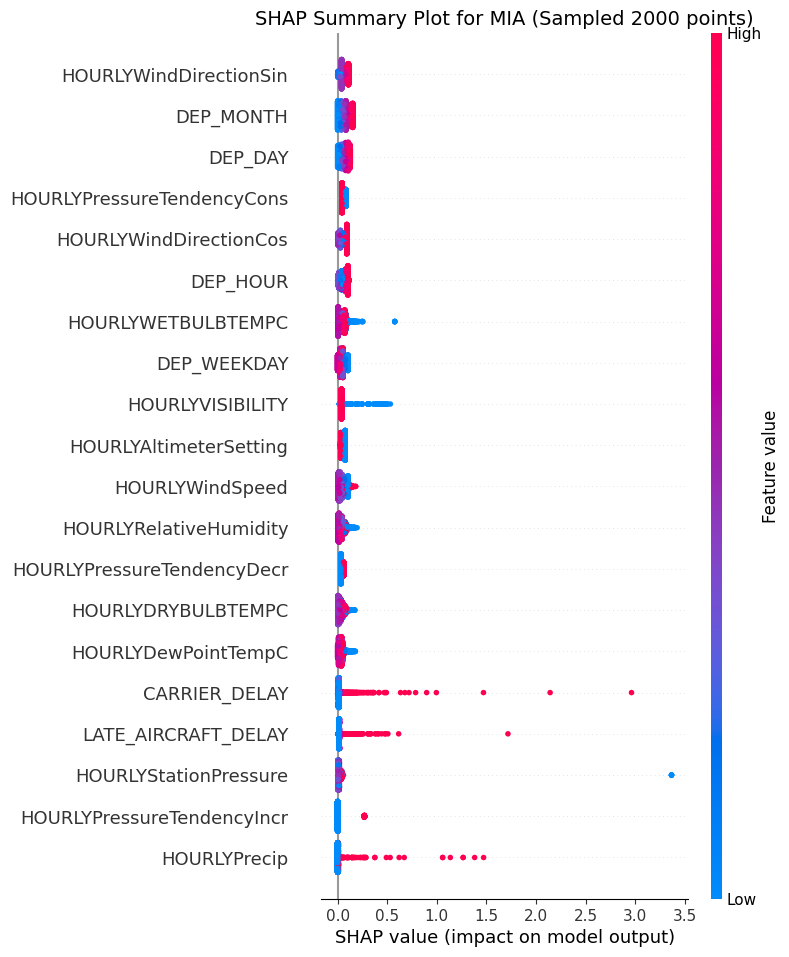 SHAP Summary Plot for MIA (Sampled 2000 points)
High
HOURLYWindDirectionSin
DEP_MONTH
DEP_DAY
HOURLYPressureTendencyCons
HOURLYWindDirectionCos
DEP_HOUR
HOURLYWETBULBTEMPC
DEP_WEEKDAY
HOURLYVISIBILITY
HOURLYAltimeterSetting
HOURLYWindSpeed
HOURLYRelativeHumidity
HOURLYPressureTendencyDecr
HOURLYDRYBULBTEMPC
HOURLYDewPointTempC
CARRIER_DELAY
LATE_AIRCRAFT_DELAY
HOURLYStationPressure
HOURLYPressureTendencyIncr
HOURLYPrecip
Feature value
Low
0.0 0.5 1.0 1.5 2.0 2.5 3.0 3.5
SHAP value (impact on model output)